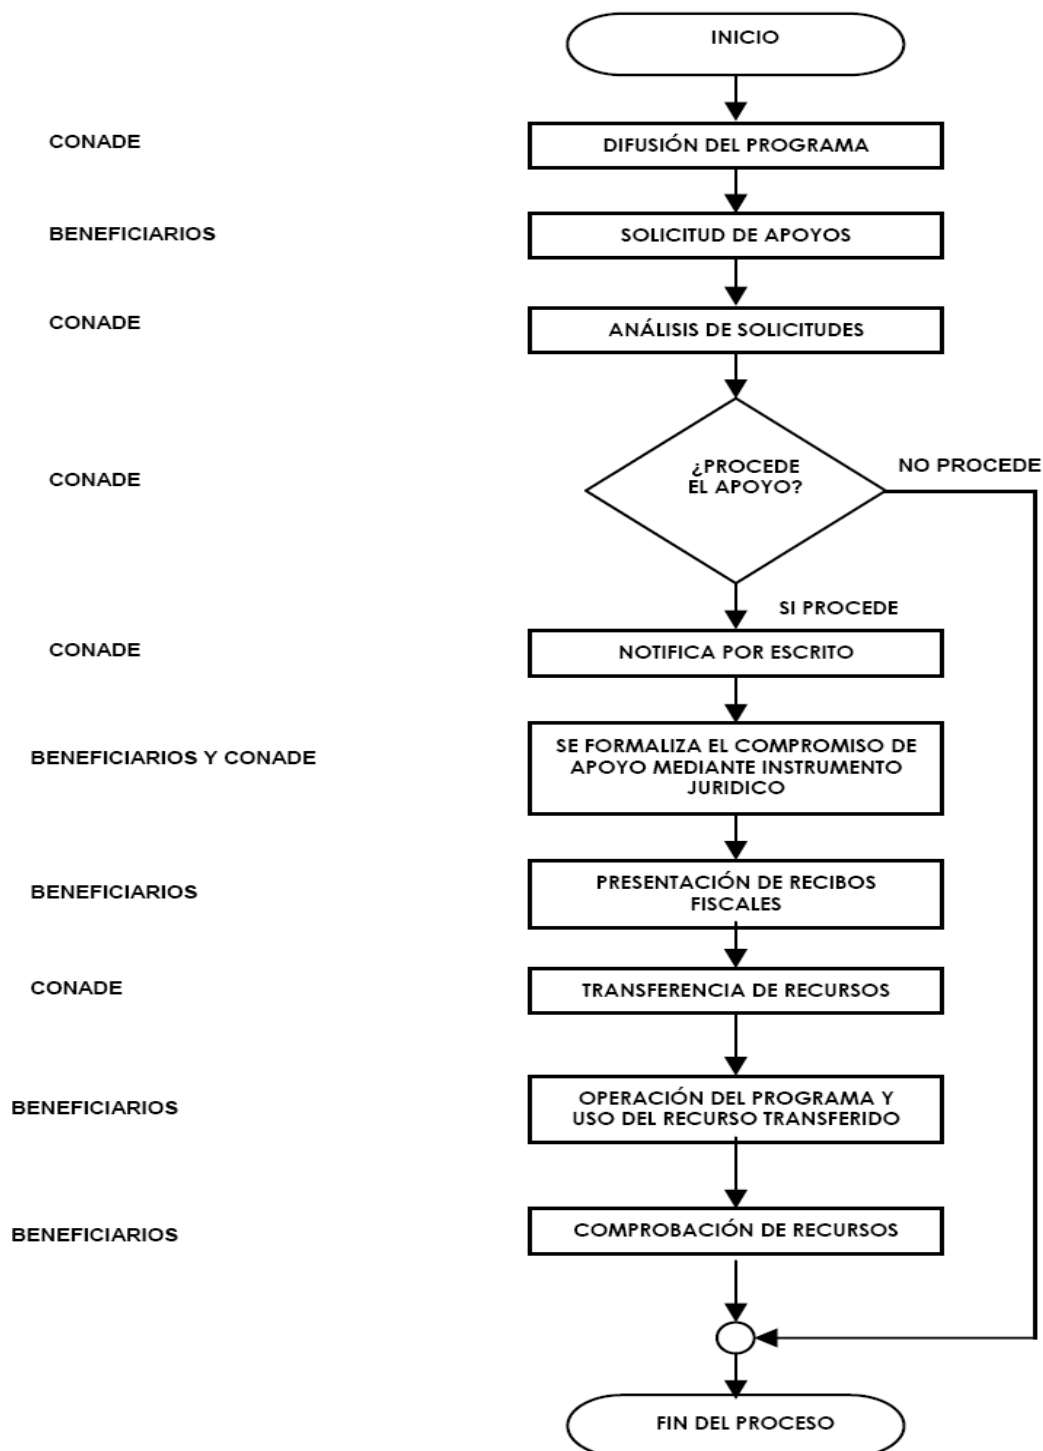 INICIO
CONADE
DIFUSIÓN DEL PROGRAMA
BENEFICIARIOS
SOLICITUD DE APOYOS
CONADE
ANÁLISIS DE SOLICITUDES
CONADE
¿PROCEDE
EL APOYO?
NO PROCEDE
SI PROCEDE
CONADE
NOTIFICA POR ESCRITO
BENEFICIARIOS Y CONADE
SE FORMALIZA EL COMPROMISO DE
APOYO MEDIANTE INSTRUMENTO
JURIDICO
BENEFICIARIOS
PRESENTACIÓN DE RECIBOS
FISCALES
CONADE
TRANSFERENCIA DE RECURSOS
BENEFICIARIOS
OPERACIÓN DEL PROGRAMA Y
USO DEL RECURSO TRANSFERIDO
BENEFICIARIOS
COMPROBACIÓN DE RECURSOS
FIN DEL PROCESO